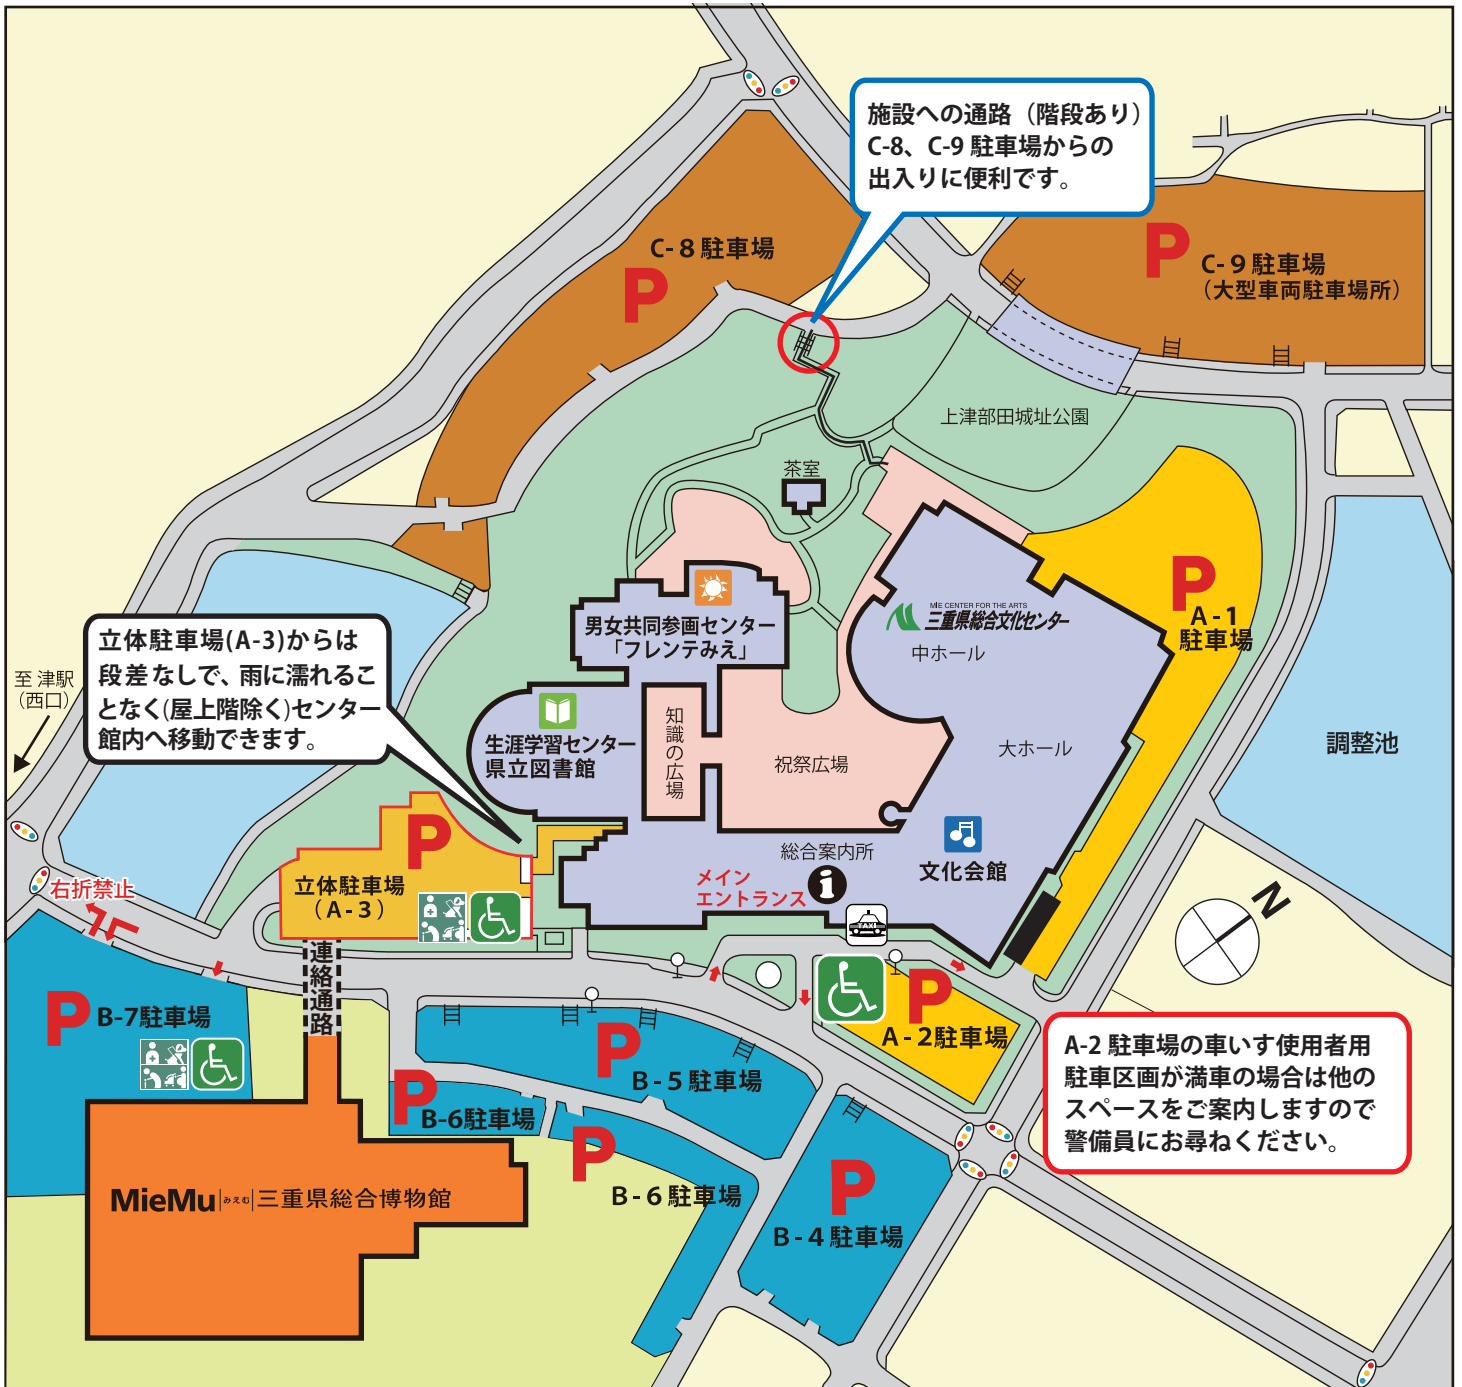 施設への通路（階段あり）
C-8、C-9 駐車場からの
出入りに便利です。
P
C-8 駐車場
P
C-9 駐車場
（大型車両駐車場所）
上津部田城址公園
茶室
P
A-1
駐車場
MIE CENTER FOR THE ARTS
三重県総合文化センター
中ホール
男女共同参画センター
「フレンテみえ」
立体駐車場(A-3)からは
段差なしで、雨に濡れるこ
となく(屋上階除く)センター
館内へ移動できます。
至 津駅
（西口）
生涯学習センター
県立図書館
知識の広場
祝祭広場
大ホール
調整池
P
立体駐車場
（A-3）
総合案内所
i
メイン
エントランス
文化会館
TAXI
右折禁止
N
連絡通路
P
B-7駐車場
P
A-2駐車場
P
B-5 駐車場
P
B-6駐車場
P
B-6 駐車場
P
B-4 駐車場
A-2 駐車場の車いす使用者用
駐車区画が満車の場合は他の
スペースをご案内しますので
警備員にお尋ねください。
MieMu みえむ 三重県総合博物館